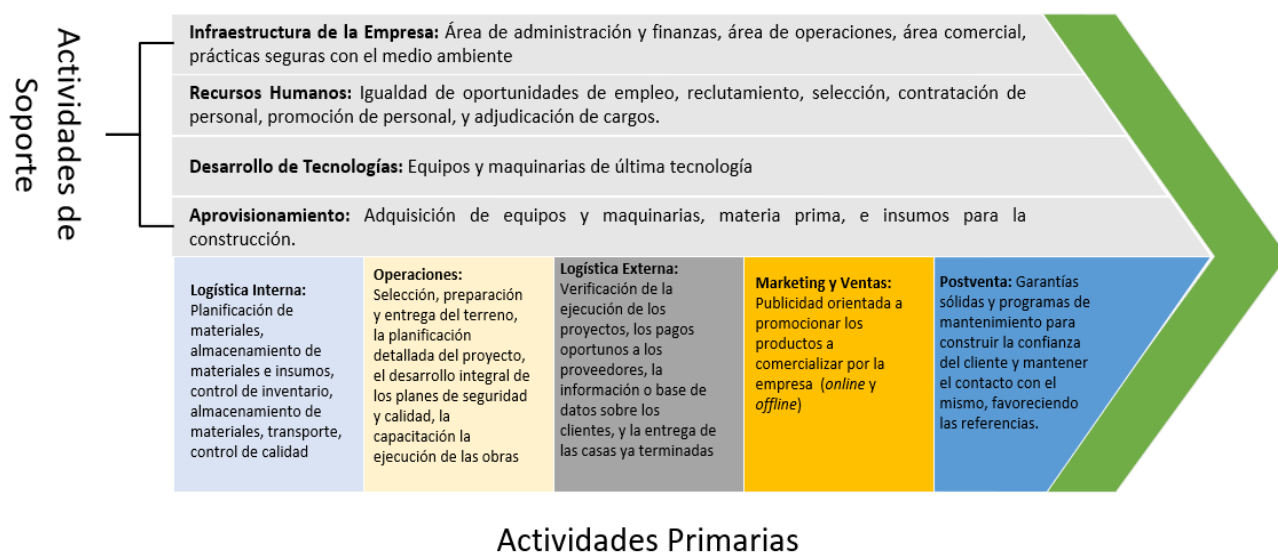 Actividades de
Soporte
Infraestructura de la Empresa: Área de administración y finanzas, área de operaciones, área comercial,
prácticas seguras con el medio ambiente
Recursos Humanos: Igualdad de oportunidades de empleo, reclutamiento, selección, contratación de
personal, promoción de personal, y adjudicación de cargos.
Desarrollo de Tecnologías: Equipos y maquinarias de última tecnología
Aprovisionamiento: Adquisición de equipos y maquinarias, materia prima, e insumos para la
construcción.
Logística Interna:
Planificación de
materiales,
almacenamiento de
materiales e insumos,
control de inventario,
almacenamiento de
materiales, transporte,
control de calidad
Operaciones:
Selección, preparación
y entrega del terreno,
la planificación
detallada del proyecto,
el desarrollo integral de
los planes de seguridad
y calidad, la
capacitación la
ejecución de las obras
Logística Externa:
Verificación de la
ejecución de los
proyectos, los pagos
oportunos a los
proveedores, la
información o base de
datos sobre los
clientes, y la entrega de
las casas ya terminadas
Marketing y Ventas:
Publicidad orientada a
promocionar los
productos a
comercializar por la
empresa (online y
offline)
Postventa: Garantías
sólidas y programas de
mantenimiento para
construir la confianza
del cliente y mantener
el contacto con el
mismo, favoreciendo
las referencias.
Actividades Primarias